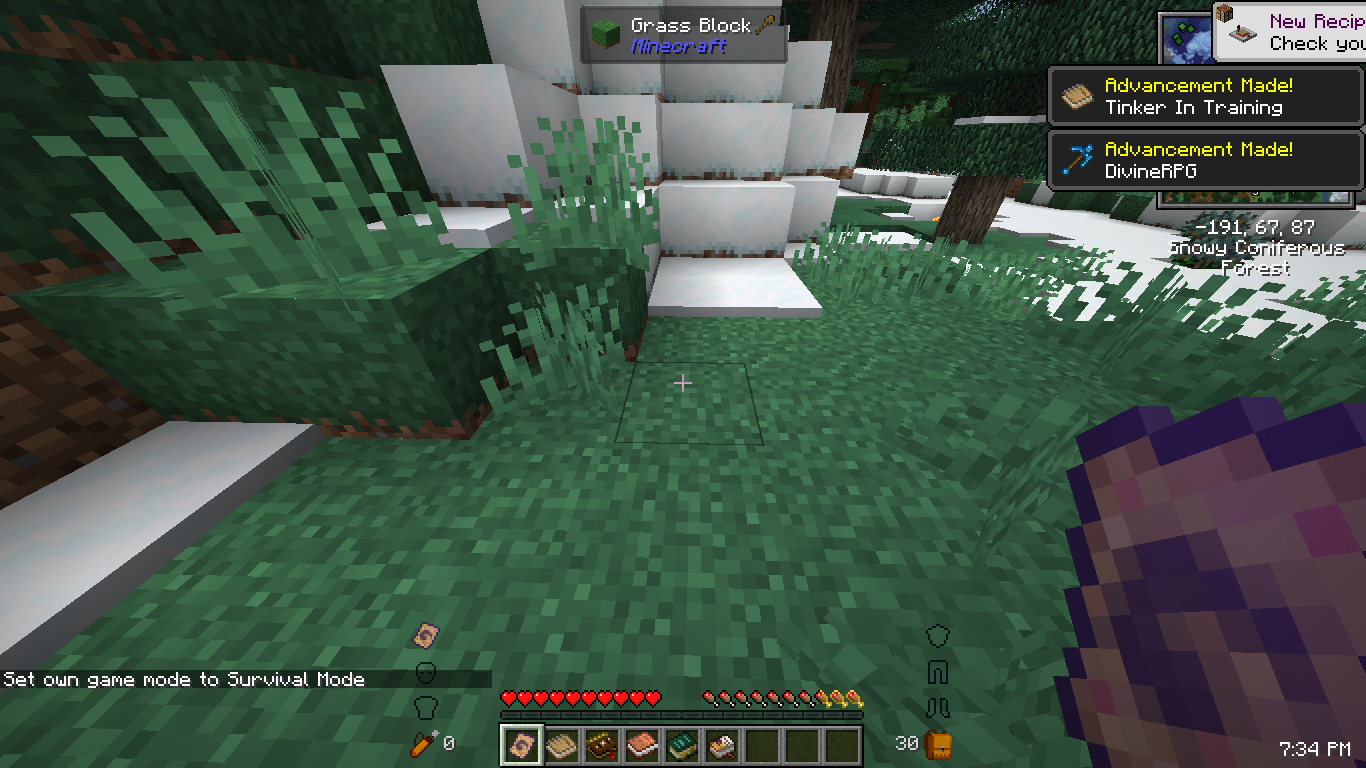 Grass Block
Minecraft
New Recip
Check you
Advancement Made!
Tinker In Training
Advancement Made!
DivineRPG
-191, 67, 87
Snowy Coniferous
Forest
Set own game mode to Survival Mode
0
30
7:34 PM